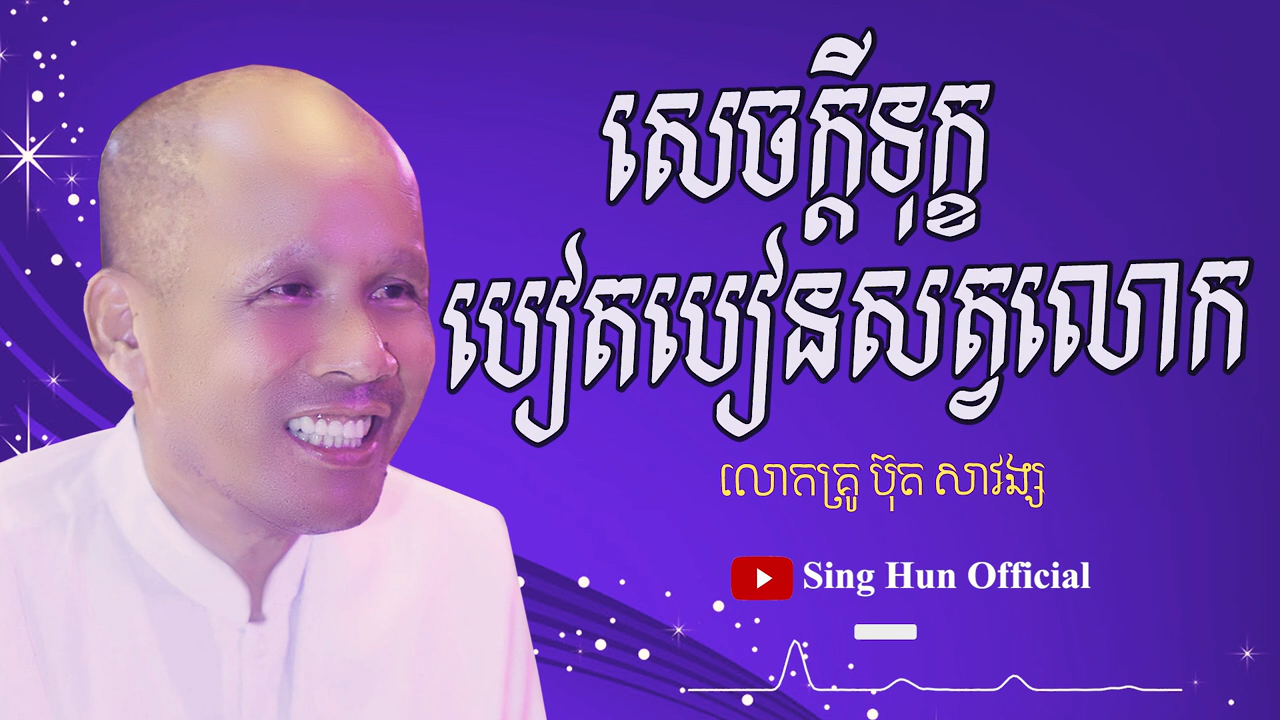 សេចក្តីទុក្ខ
បៀតបៀនសត្វលោក
លោកគ្រូ ប៊ុត សាវង្ស
Sing Hun Official